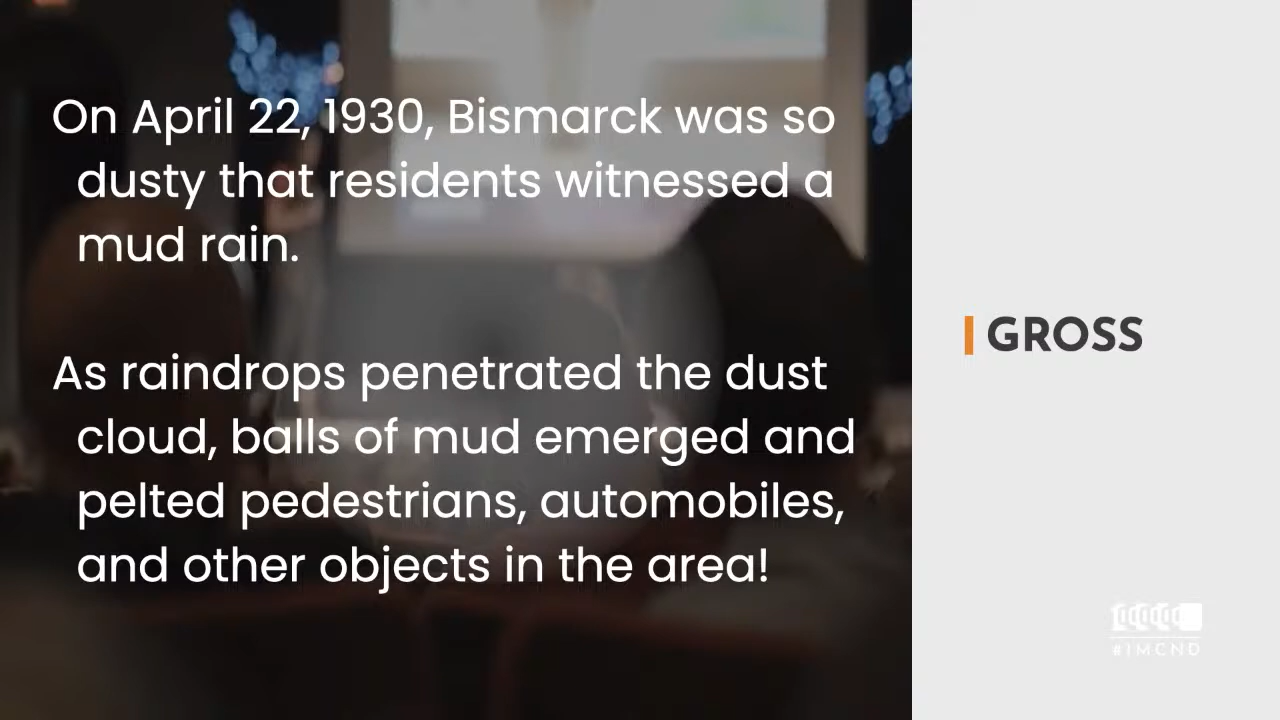 On April 22, 1930, Bismarck was so
dusty that residents witnessed a
mud rain.
As raindrops penetrated the dust
cloud, balls of mud emerged and
pelted pedestrians, automobiles,
and other objects in the area!
GROSS
#IMCND